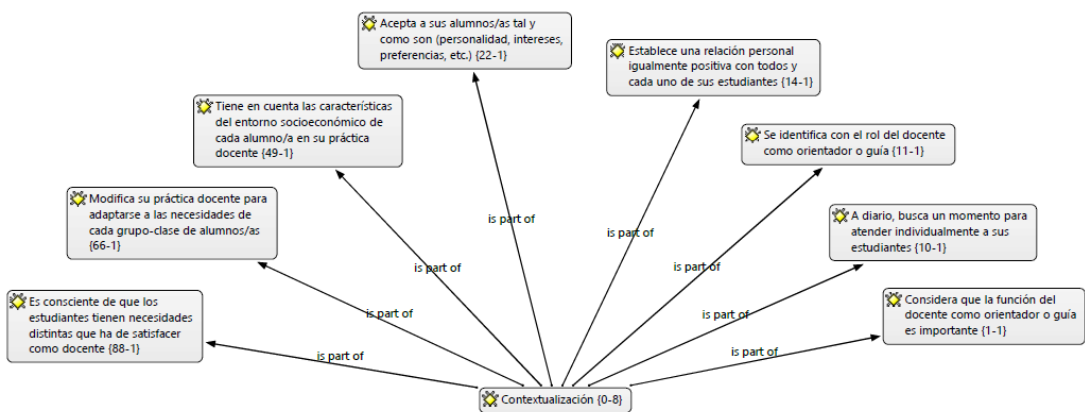 Acepta a sus alumnos/as tal y
como son (personalidad, intereses,
preferencias, etc.) {22-1}
Establece una relación personal
igualmente positiva con todos y
cada uno de sus estudiantes {14-1}
Tiene en cuenta las características
del entorno socioeconómico de
cada alumno/a en su práctica
docente {49-1}
Se identifica con el rol del docente
como orientador o guía {11-1}
Modifica su práctica docente para
adaptarse a las necesidades de
cada grupo-clase de alumnos/as
{66-1}
A diario, busca un momento para
atender individualmente a sus
estudiantes {10-1}
Es consciente de que los
estudiantes tienen necesidades
distintas que ha de satisfacer
como docente {88-1}
Considera que la función del
docente como orientador o guía
es importante {1-1}
is part of
is part of
is part of
is part of
is part of
is part of
is part of
is part of
Contextualización {0-8}